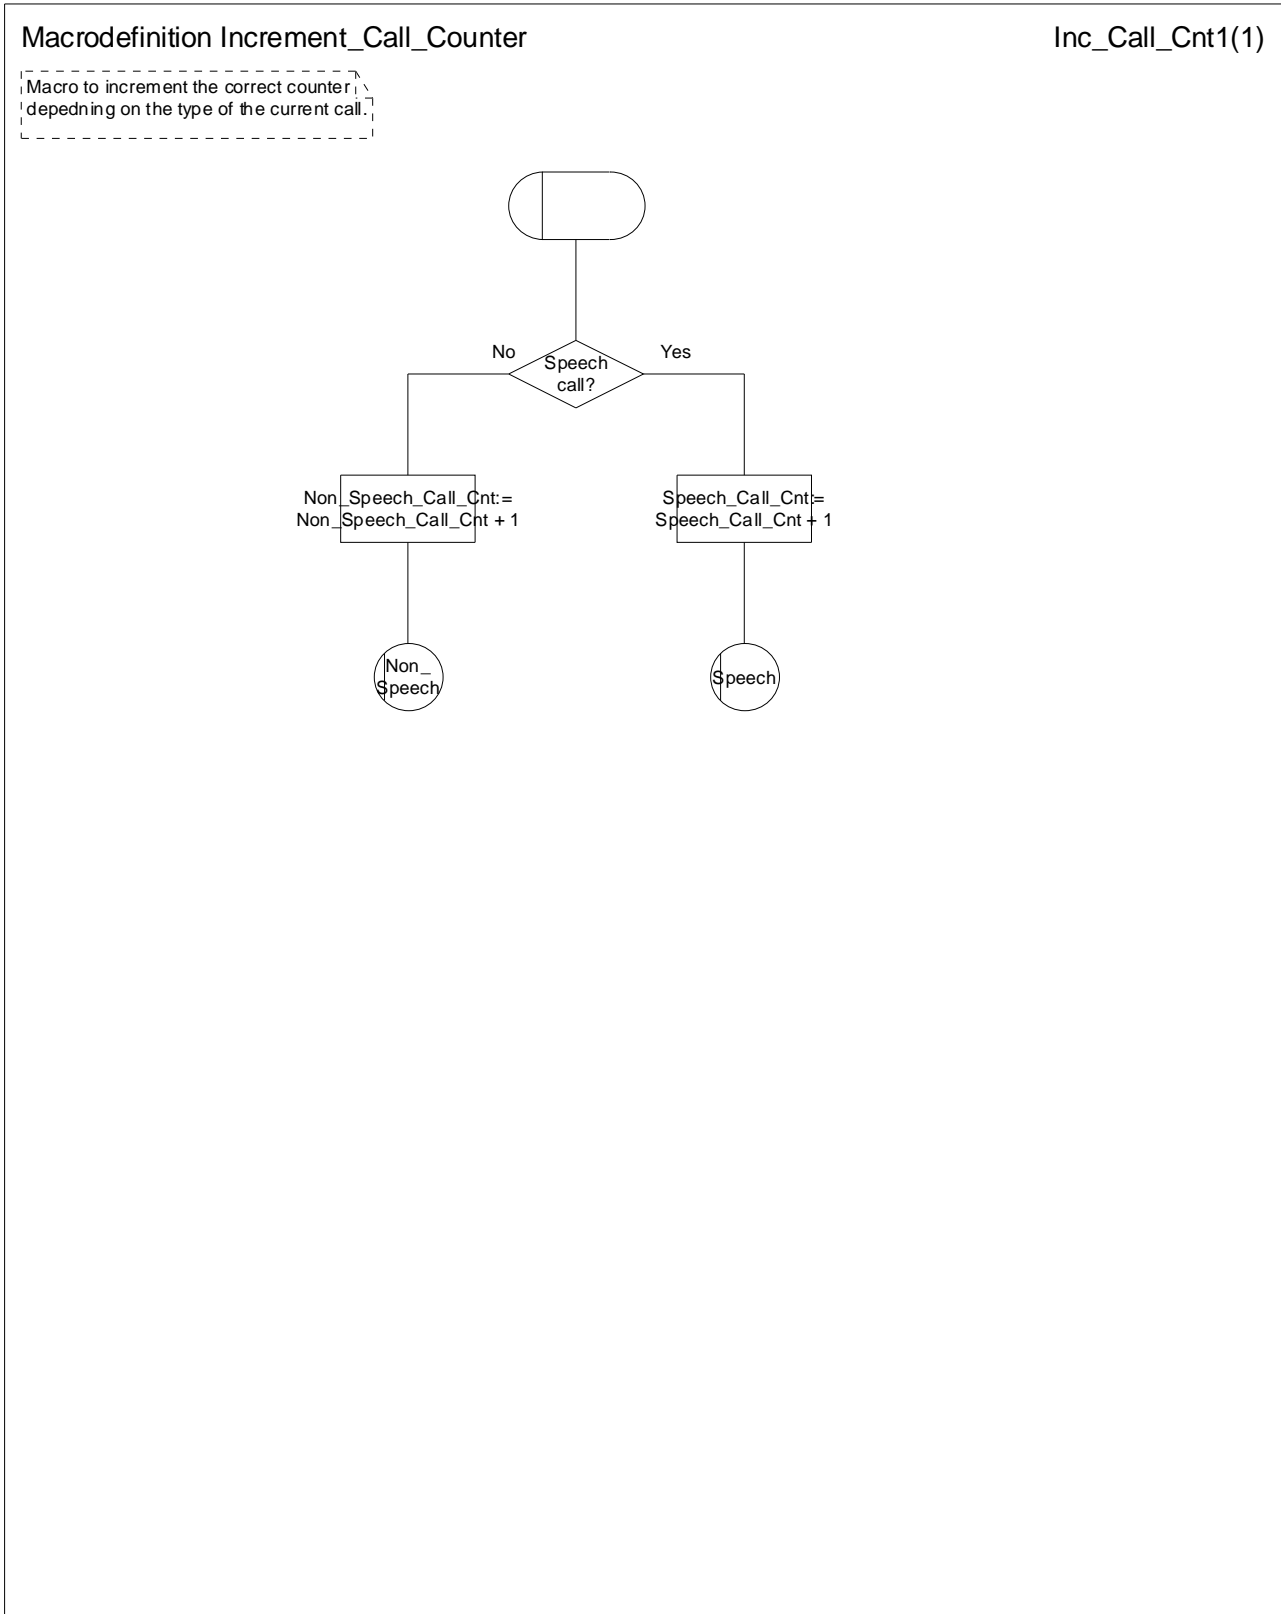 Macrodefinition Increment_Call_Counter
Inc_Call_Cnt1(1)
Macro to increment the correct counter
depedning on the type of the current call.
No
Speech
call?
Yes
Non_Speech_Call_Cnt:=
Non_Speech_Call_Cnt + 1
Speech_Call_Cnt:=
Speech_Call_Cnt + 1
Non_
Speech
Speech